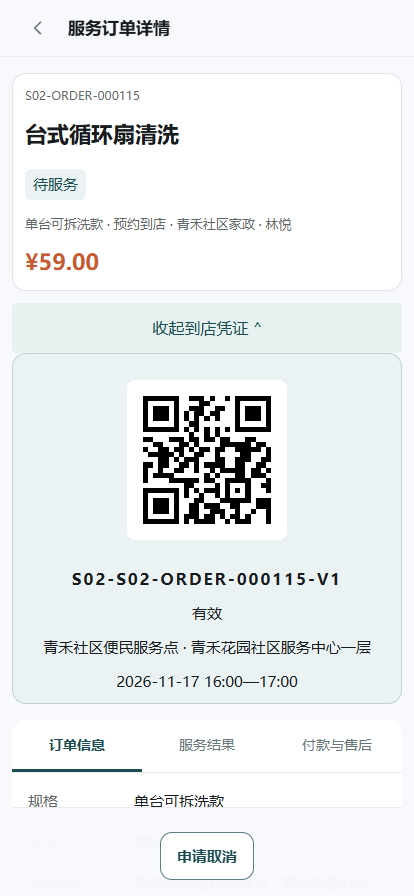 服务订单详情
S02-ORDER-000115
台式循环扇清洗
待服务
单台可拆洗款 · 预约到店 · 青禾社区家政 · 林悦
¥59.00
收起到店凭证 ^
S02-S02-ORDER-000115-V1
有效
青禾社区便民服务点 · 青禾花园社区服务中心一层
2026-11-17 16:00—17:00
订单信息 服务结果 付款与售后
规格 单台可拆洗款
申请取消